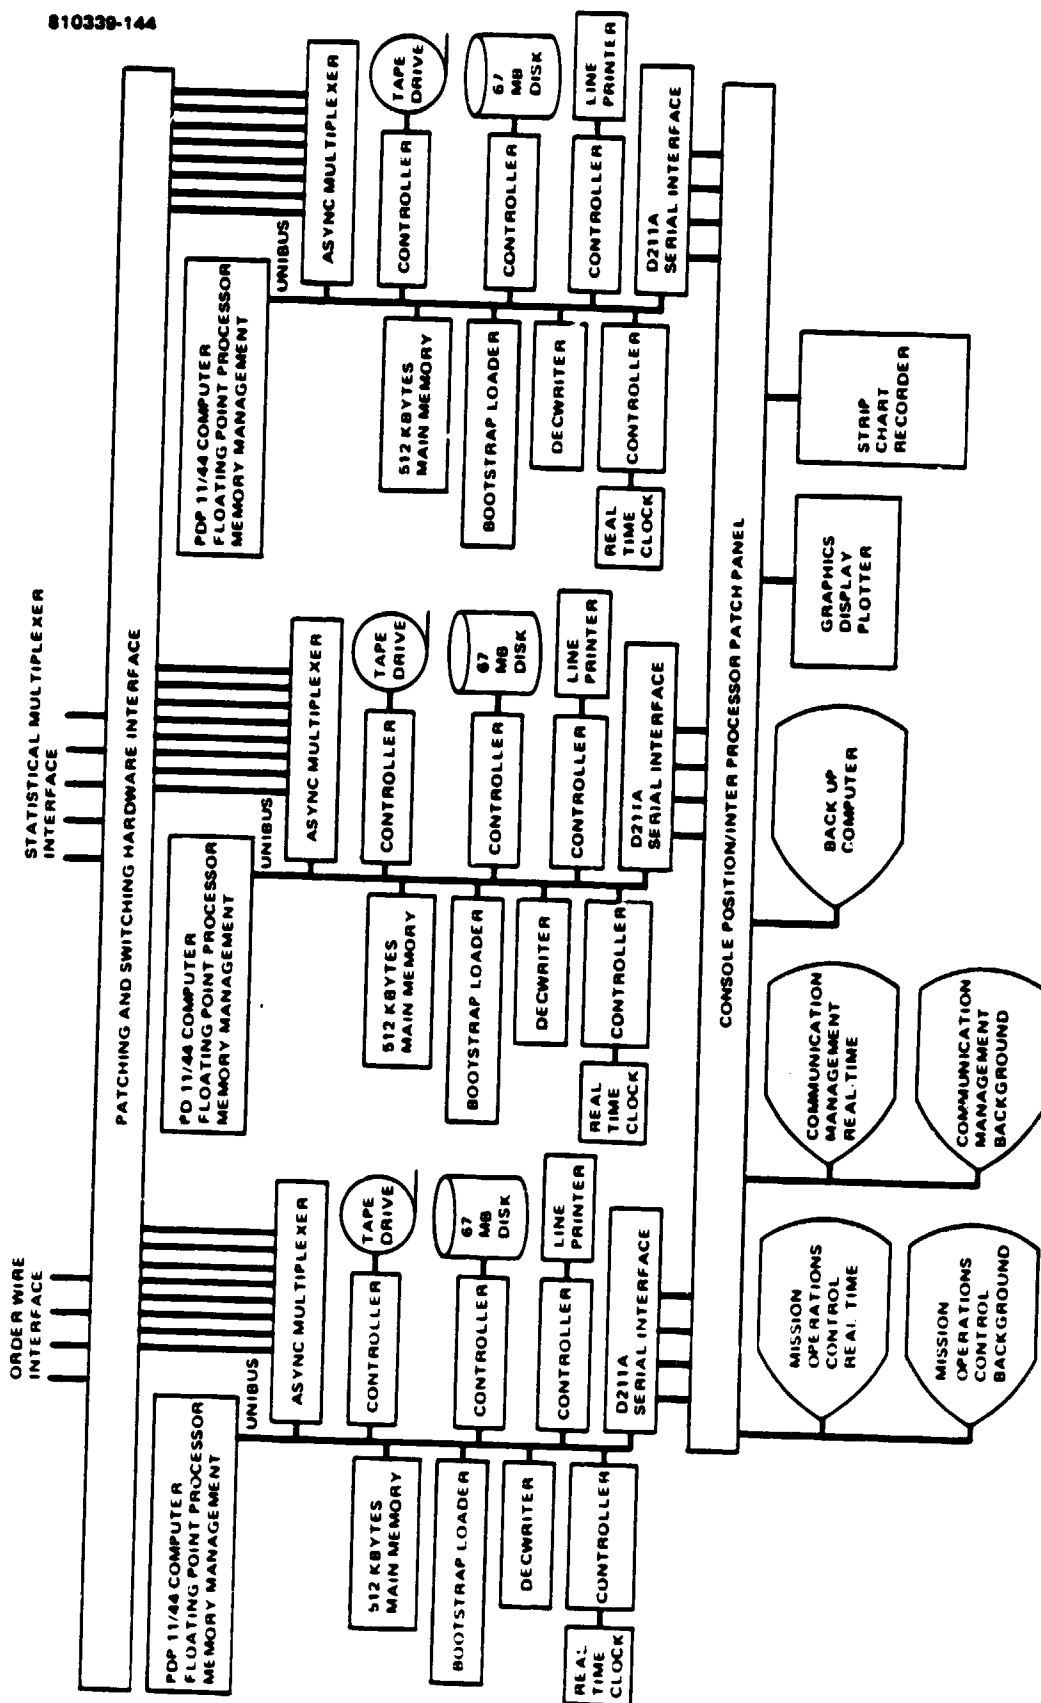 810339-144
ORDER WIRE
INTERFACE
STATISTICAL MULTIPLEXER
INTERFACE
PATCHING AND SWITCHING HARDWARE INTERFACE
PDP 11/44 COMPUTER
FLOATING POINT PROCESSOR
MEMORY MANAGEMENT
UNIBUS
ASYNC MULTIPLEXER
512 KBYTES
MAIN MEMORY
CONTROLLER
TAPE
DRIVE
BOOTSTRAP LOADER
CONTROLLER
67
MB
DISK
DECWRITER
CONTROLLER
LINE
PRINTER
REAL
TIME
CLOCK
CONTROLLER
D211A
SERIAL INTERFACE
PD 11/44 COMPUTER
FLOATING POINT PROCESSOR
MEMORY MANAGEMENT
UNIBUS
ASYNC MULTIPLEXER
512 KBYTES
MAIN MEMORY
CONTROLLER
TAPE
DRIVE
BOOTSTRAP LOADER
CONTROLLER
67
MB
DISK
DECWRITER
CONTROLLER
LINE
PRINTER
REAL
TIME
CLOCK
CONTROLLER
D211A
SERIAL INTERFACE
PDP 11/44 COMPUTER
FLOATING POINT PROCESSOR
MEMORY MANAGEMENT
UNIBUS
ASYNC MULTIPLEXER
512 KBYTES
MAIN MEMORY
CONTROLLER
TAPE
DRIVE
BOOTSTRAP LOADER
CONTROLLER
67
MB
DISK
DECWRITER
CONTROLLER
LINE
PRINTER
REAL
TIME
CLOCK
CONTROLLER
D211A
SERIAL INTERFACE
CONSOLE POSITION/INTER PROCESSOR PATCH PANEL
MISSION
OPERATIONS
CONTROL
REAL TIME
MISSION
OPERATIONS
CONTROL
BACKGROUND
COMMUNICATION
MANAGEMENT
REAL-TIME
COMMUNICATION
MANAGEMENT
BACKGROUND
BACK UP
COMPUTER
GRAPHICS
DISPLAY
PLOTTER
STRIP
CHART
RECORDER